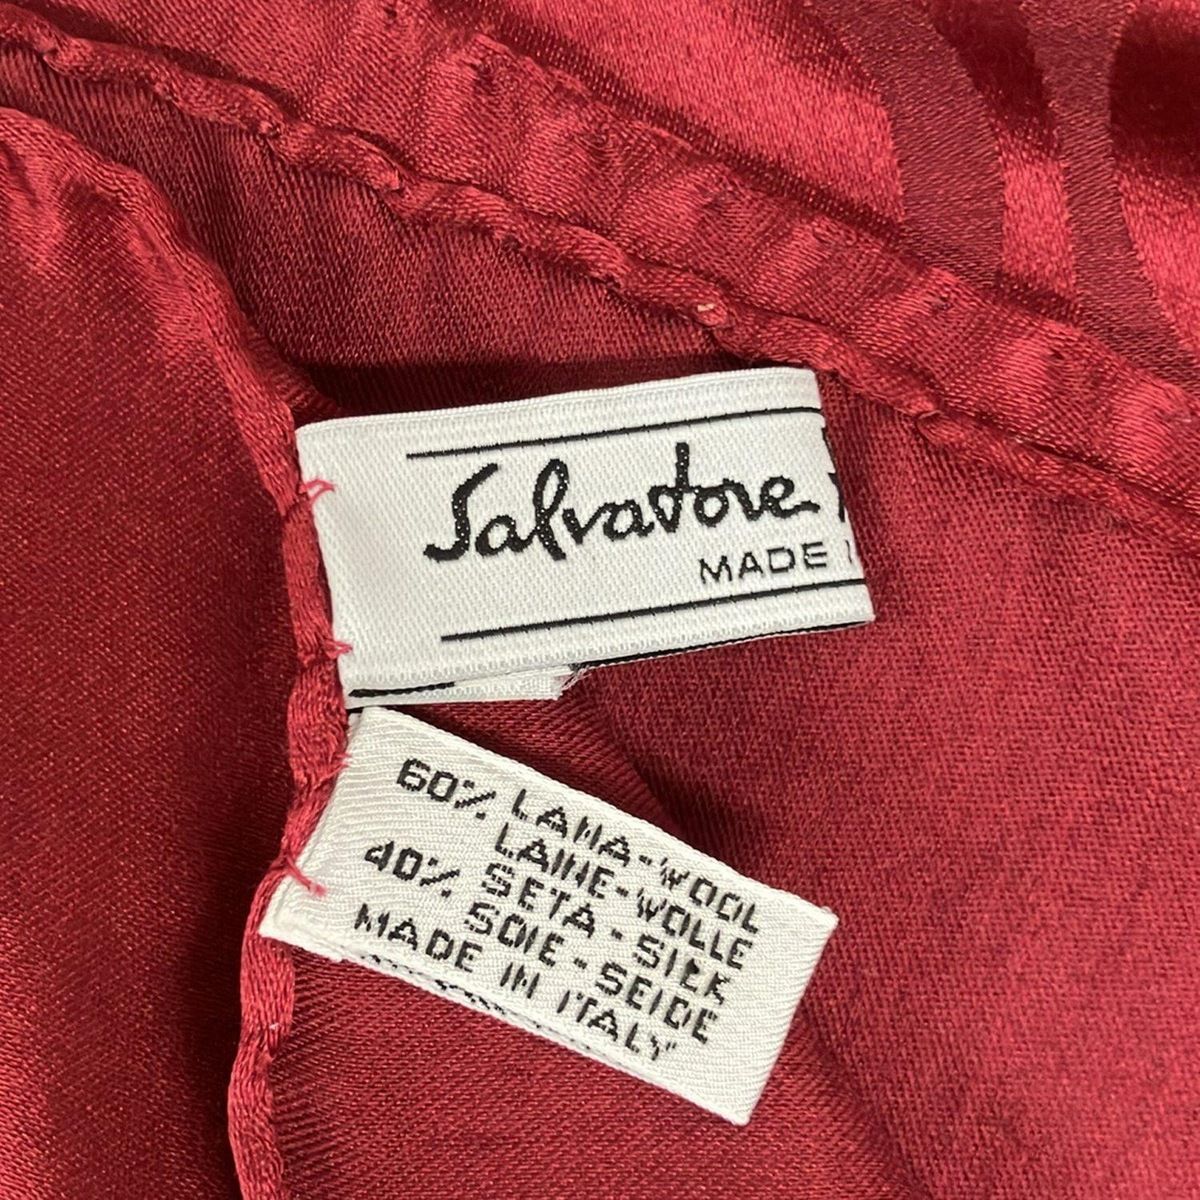 Salvatore
MADE
60% LANA-WOOL
LAINE-WOLLE
40% SETA-SILK
SOIE-SEIDE
MADE IN ITALY